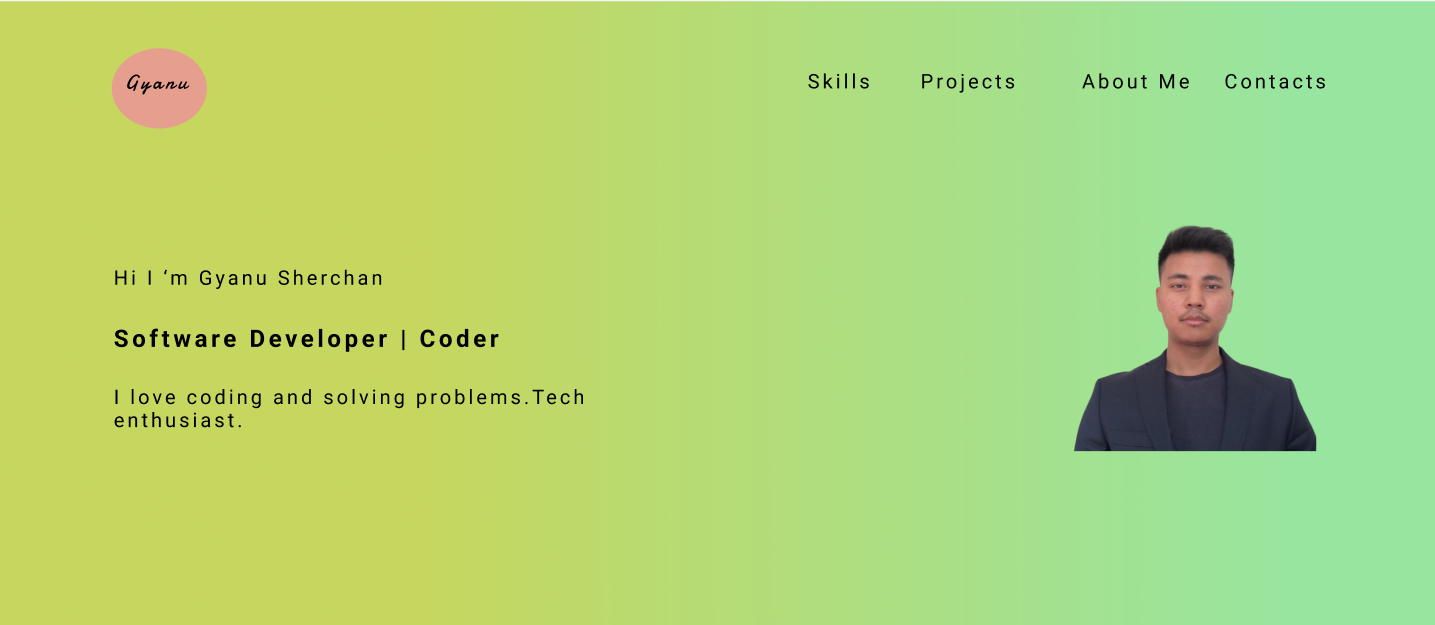 Gyanu
Skills Projects About Me Contacts
Hi I ‘m Gyanu Sherchan
Software Developer | Coder
I love coding and solving problems.Tech
enthusiast.